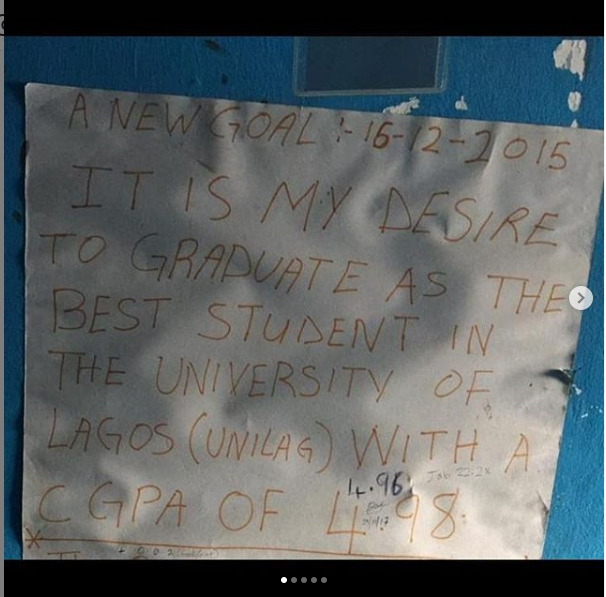 A NEW GOAL :- 16-12-2015
IT IS MY DESIRE
TO GRADUATE AS THE
BEST STUDENT IN
THE UNIVERSITY OF
LAGOS (UNILAG) WITH A
4.96
CGPA OF 4.98